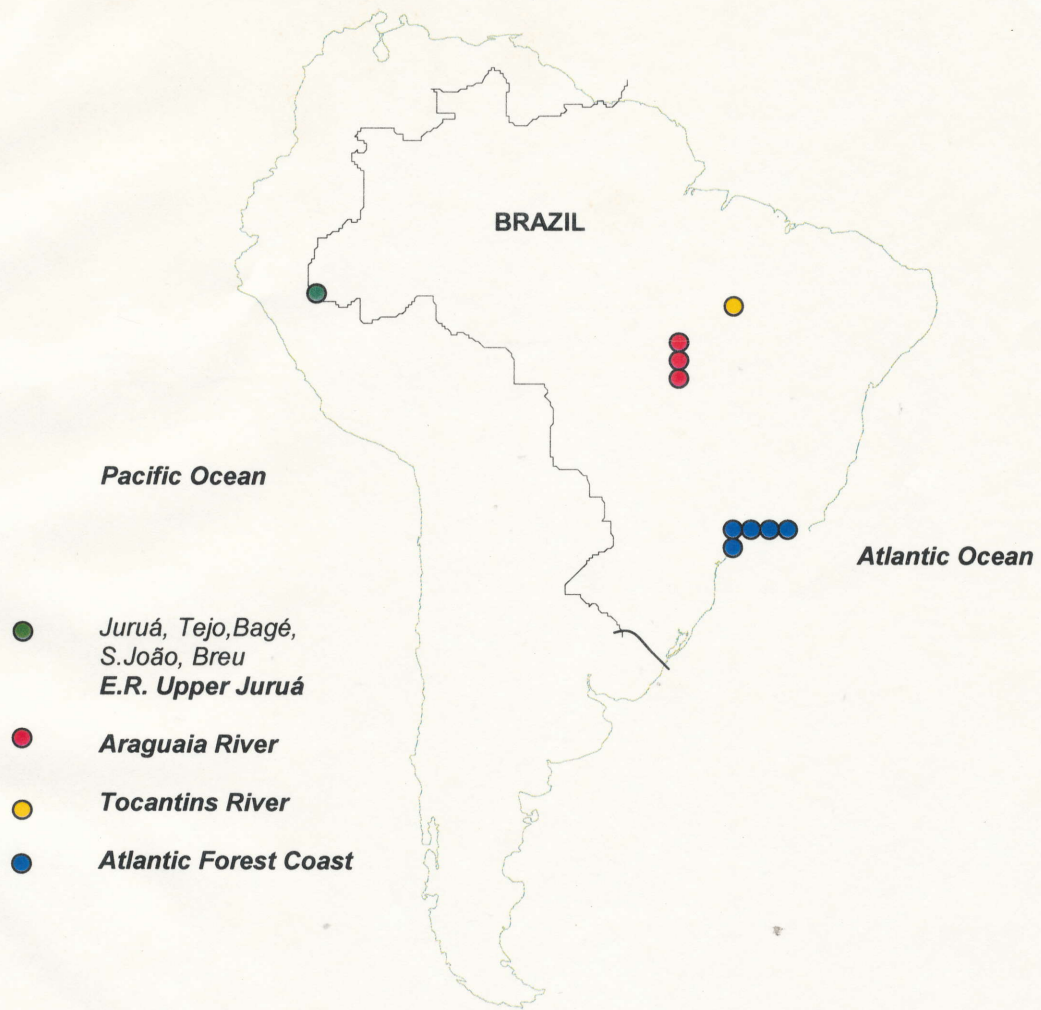 BRAZIL
Pacific Ocean
Atlantic Ocean
Juruá, Tejo,Bagé,
S.João, Breu
E.R. Upper Juruá
Araguaia River
Tocantins River
Atlantic Forest Coast